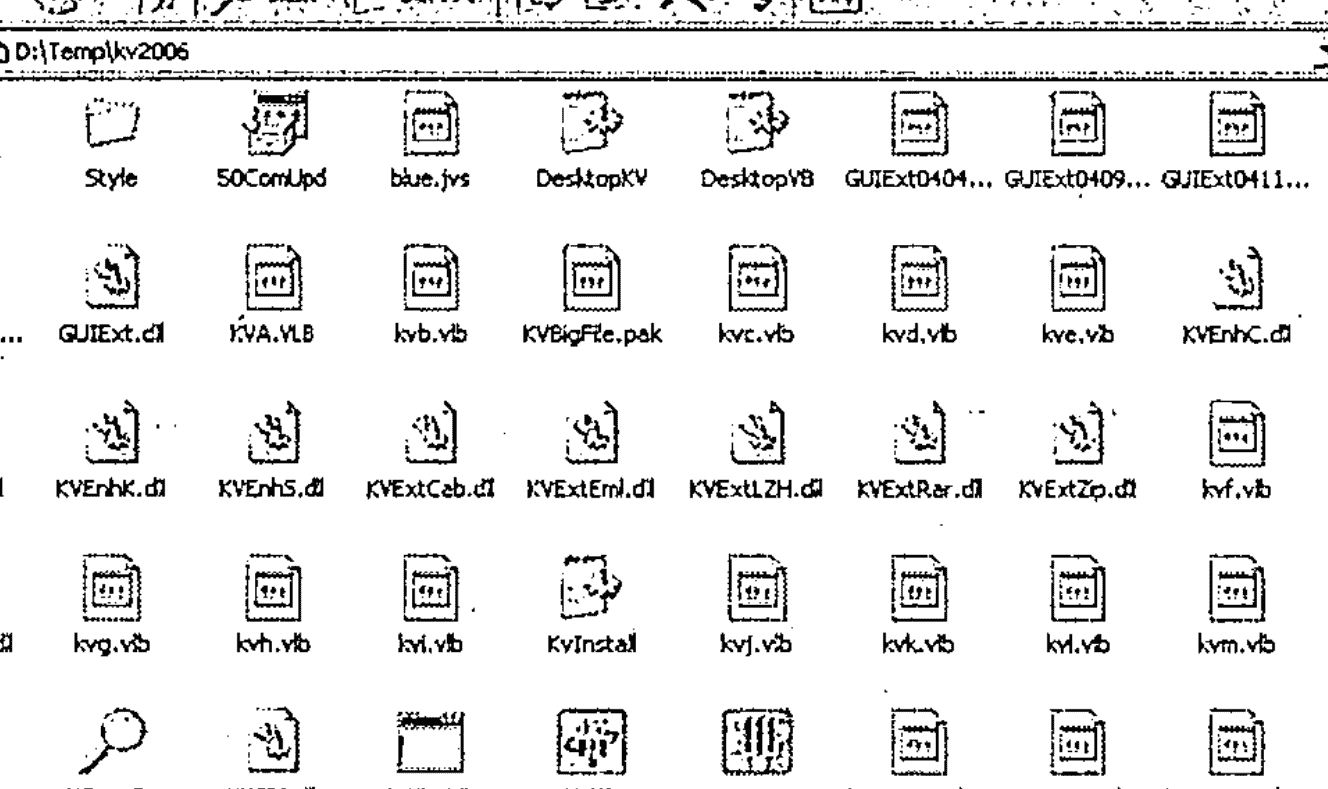 D:\Temp\kv2006
Style 50ComUpd blue.jvs DesktopKV DesktopVB GUIExt0404... GUIExt0409... GUIExt0411...
... GUIExt.dll KVA.VLB kvb.vlb KVBigFile.pak kvc.vlb kvd.vlb kve.vlb KVEnhC.dll
KVEnhK.dll KVEnhS.dll KVExtCab.dll KVExtEml.dll KVExtLZH.dll KVExtRar.dll KVExtZip.dll kvf.vlb
kvg.vlb kvh.vlb kvi.vlb KvInstall kvj.vlb kvk.vlb kvl.vlb kvm.vlb